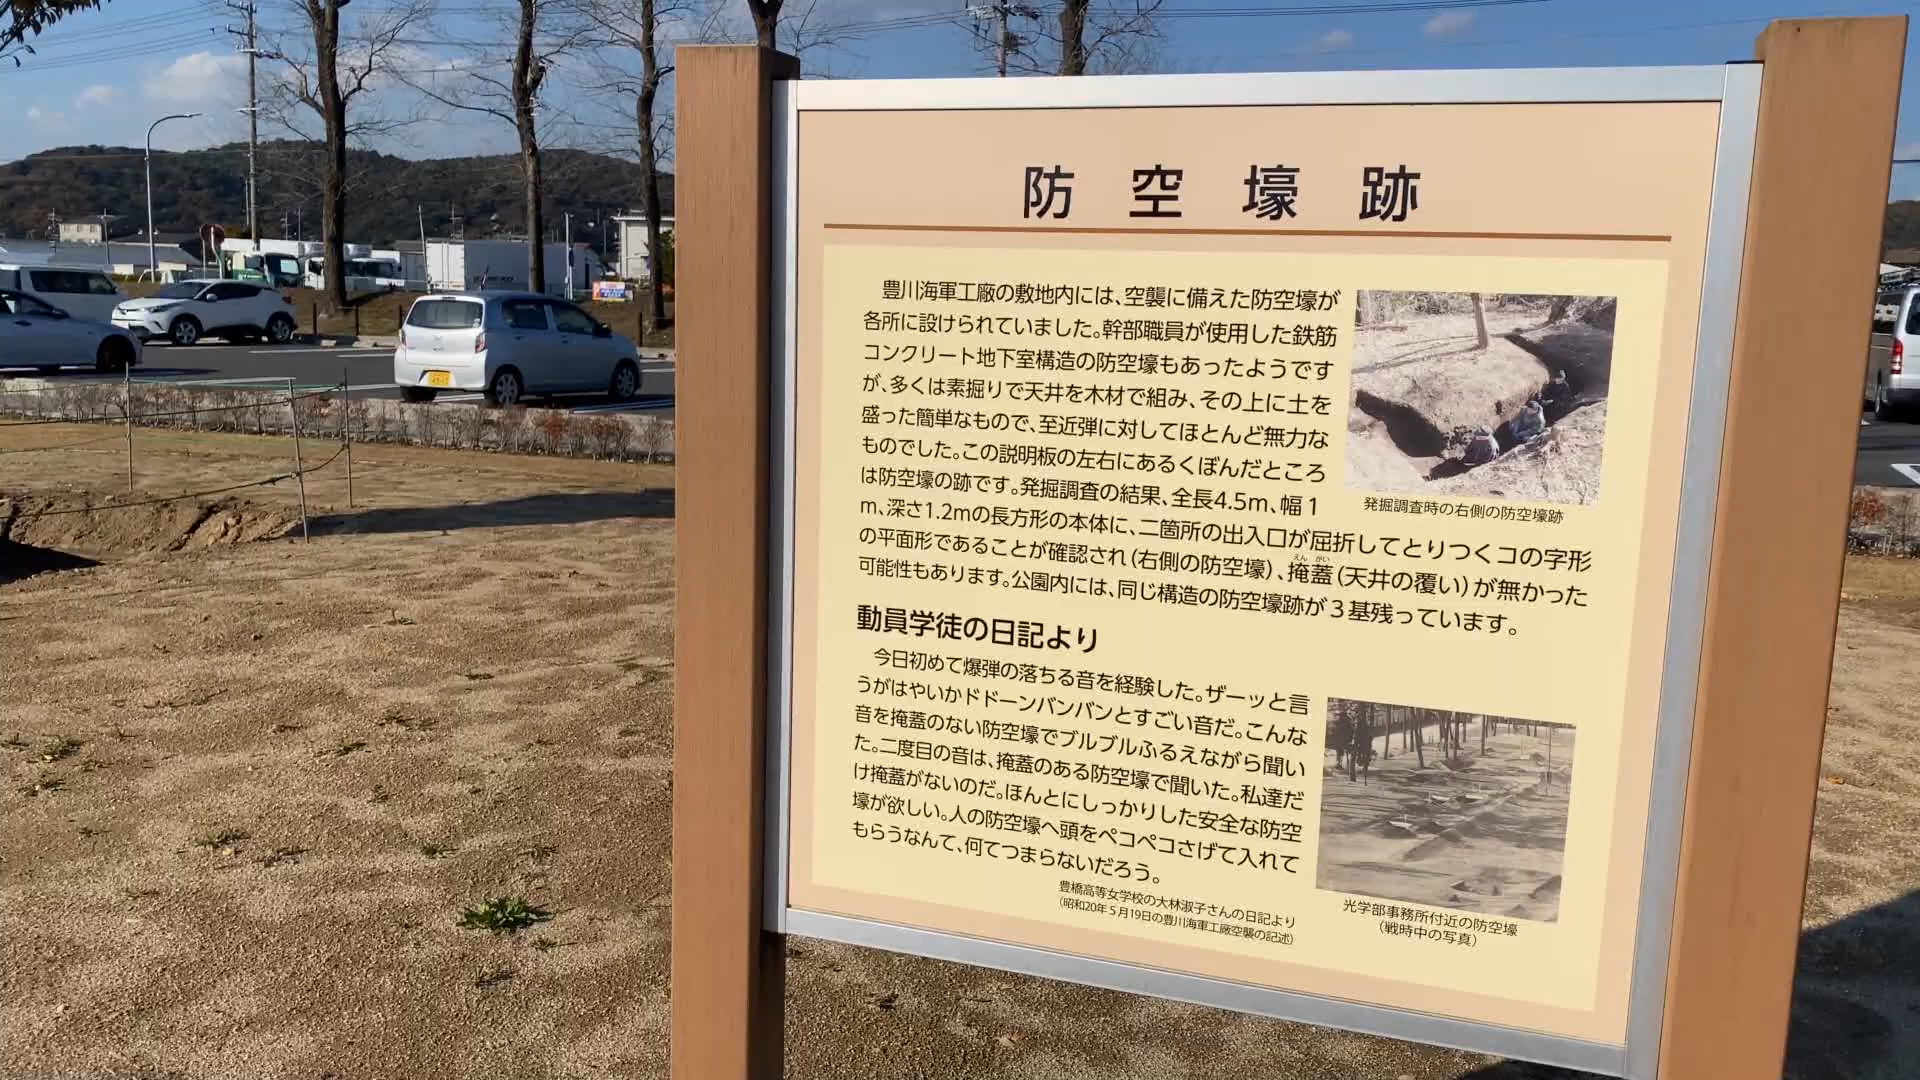 防空壕跡
豊川海軍工廠の敷地内には、空襲に備えた防空壕が
各所に設けられていました。幹部職員が使用した鉄筋
コンクリート地下室構造の防空壕もあったようです
が、多くは素掘りで天井を木材で組み、その上に土を
盛った簡単なもので、至近弾に対してほとんど無力な
ものでした。この説明板の左右にあるくぼんだところ
は防空壕の跡です。発掘調査の結果、全長4.5m、幅1
m、深さ1.2mの長方形の本体に、二箇所の出入口が屈折してとりつくコの字形
の平面形であることが確認され(右側の防空壕)、掩蓋(天井の覆い)が無かった
えん がい
可能性もあります。公園内には、同じ構造の防空壕跡が3基残っています。
発掘調査時の右側の防空壕跡
動員学徒の日記より
今日初めて爆弾の落ちる音を経験した。ザーッと言
うがはやいかドドーンバンバンとすごい音だ。こんな
音を掩蓋のない防空壕でブルブルふるえながら聞い
た。二度目の音は、掩蓋のある防空壕で聞いた。私達だ
け掩蓋がないのだ。ほんとにしっかりした安全な防空
壕が欲しい。人の防空壕へ頭をペコペコさげて入れて
もらうなんて、何てつまらないだろう。
豊橋高等女学校の大林淑子さんの日記より
(昭和20年5月19日の豊川海軍工廠空襲の記述)
光学部事務所付近の防空壕
(戦時中の写真)